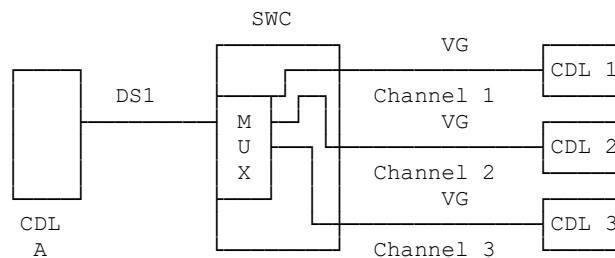 SWC
VG
CDL 1
DS1
Channel 1
M
VG
U
CDL 2
X
Channel 2
VG
CDL
CDL 3
A
Channel 3